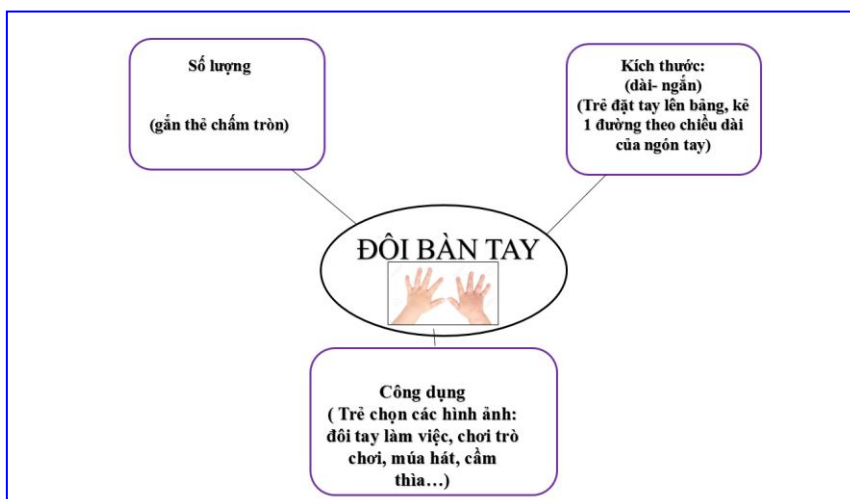 Số lượng
(gắn thẻ chấm tròn)
Kích thước:
(dài- ngắn)
(Trẻ đặt tay lên bảng, kẻ
1 đường theo chiều dài
của ngón tay)
ĐÔI BÀN TAY
Công dụng
( Trẻ chọn các hình ảnh:
đôi tay làm việc, chơi trò
chơi, múa hát, cầm
thìa…)